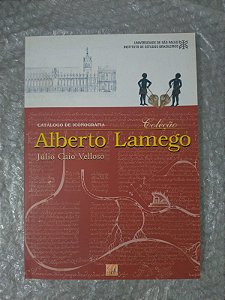 UNIVERSIDADE DE SÃO PAULO
INSTITUTO DE ESTUDOS BRASILEIROS
CATÁLOGO DE ICONOGRAFIA
Coleção
Alberto Lamego
Júlio Caio Velloso